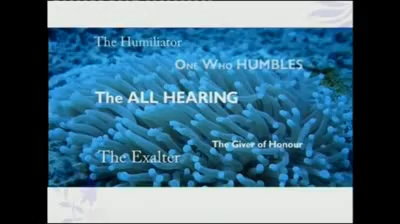 The Humiliator
ONE WHO HUMBLES
The ALL HEARING
The Giver of Honour
The Exalter